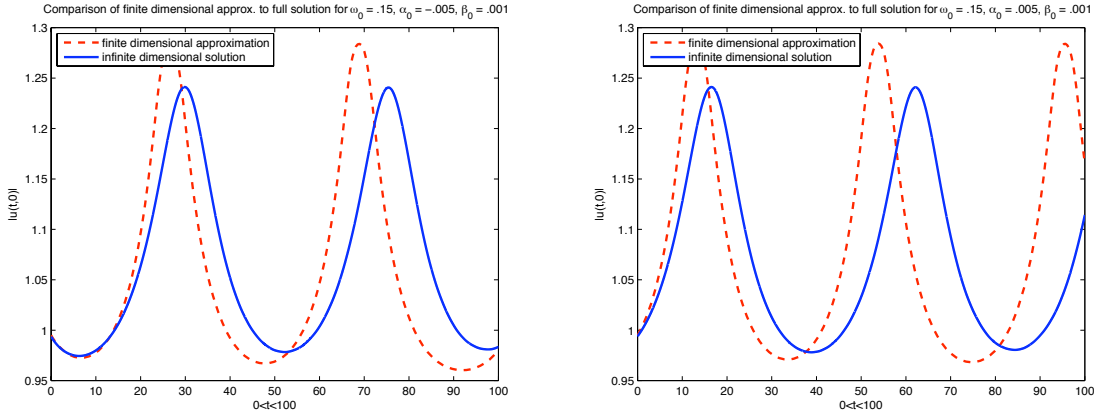 Comparison of finite dimensional approx. to full solution for ω₀ = .15, α₀ = −.005, β₀ = .001
finite dimensional approximation
infinite dimensional solution
1.3
1.25
1.2
1.15
1.1
1.05
1
0.95
|u(t,0)|
0 10 20 30 40 50 60 70 80 90 100
0<t<100
Comparison of finite dimensional approx. to full solution for ω₀ = .15, α₀ = .005, β₀ = .001
finite dimensional approximation
infinite dimensional solution
1.3
1.25
1.2
1.15
1.1
1.05
1
0.95
|u(t,0)|
0 10 20 30 40 50 60 70 80 90 100
0<t<100